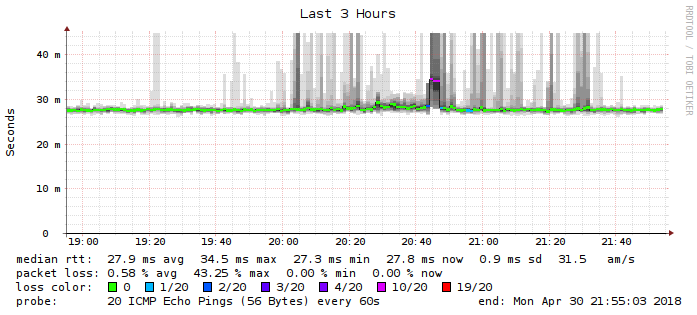 Last 3 Hours
RRDTOOL / TOBI OETIKER
Seconds
40 m
30 m
20 m
10 m
0
19:00 19:20 19:40 20:00 20:20 20:40 21:00 21:20 21:40
median rtt: 27.9 ms avg 34.5 ms max 27.3 ms min 27.8 ms now 0.9 ms sd 31.5 am/s
packet loss: 0.58 % avg 43.25 % max 0.00 % min 0.00 % now
loss color: 0 1/20 2/20 3/20 4/20 10/20 19/20
probe: 20 ICMP Echo Pings (56 Bytes) every 60s end: Mon Apr 30 21:55:03 2018